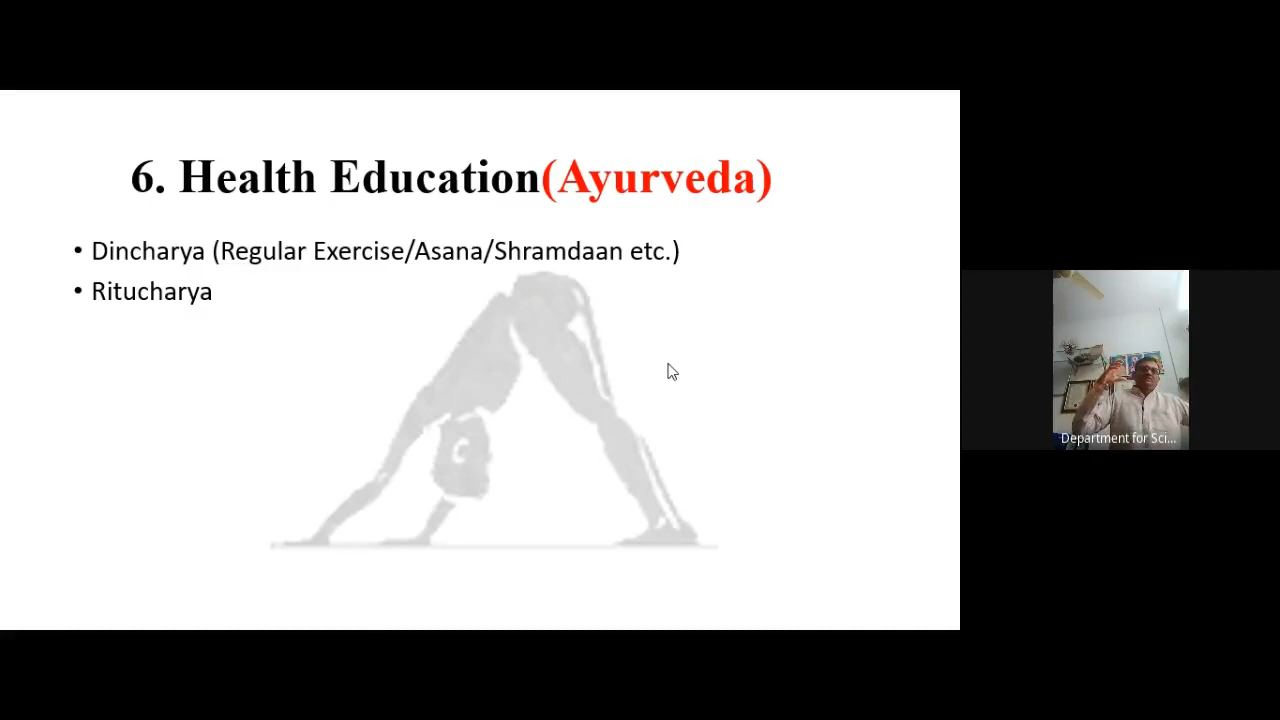 6. Health Education(Ayurveda)
• Dincharya (Regular Exercise/Asana/Shramdaan etc.)
• Ritucharya
Department for Sci...